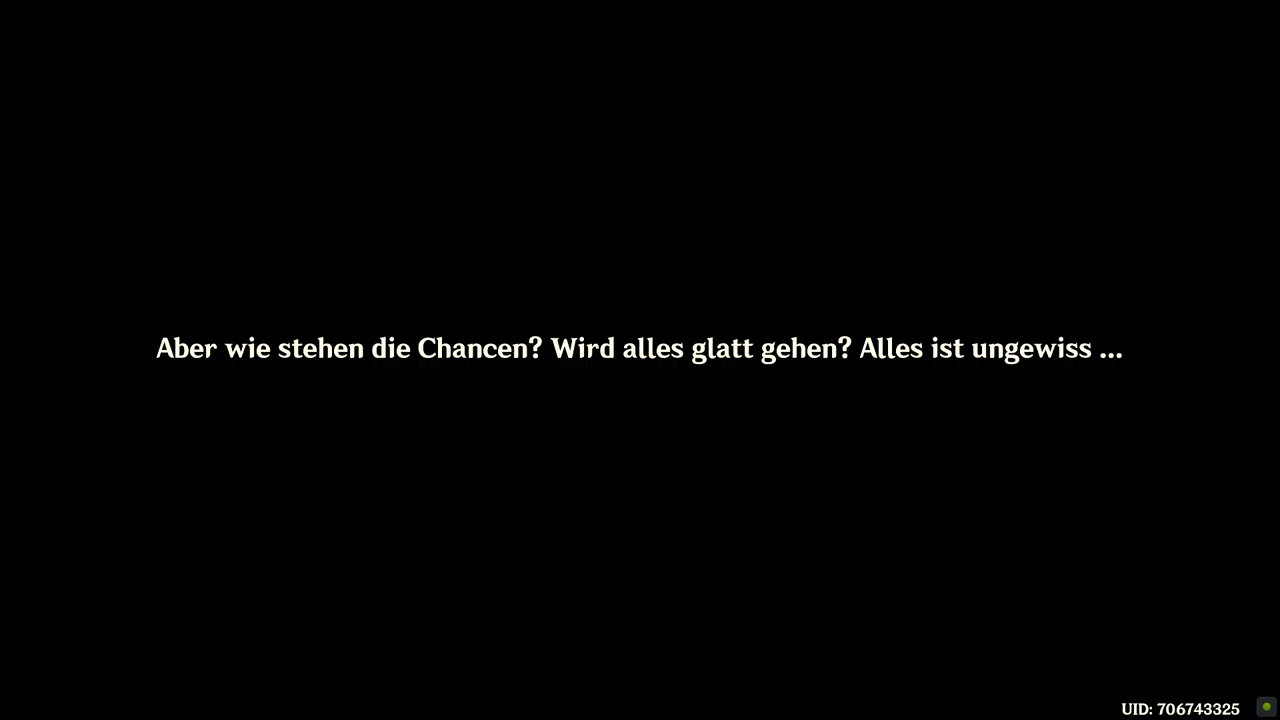 Aber wie stehen die Chancen? Wird alles glatt gehen? Alles ist ungewiss ...
UID: 706743325